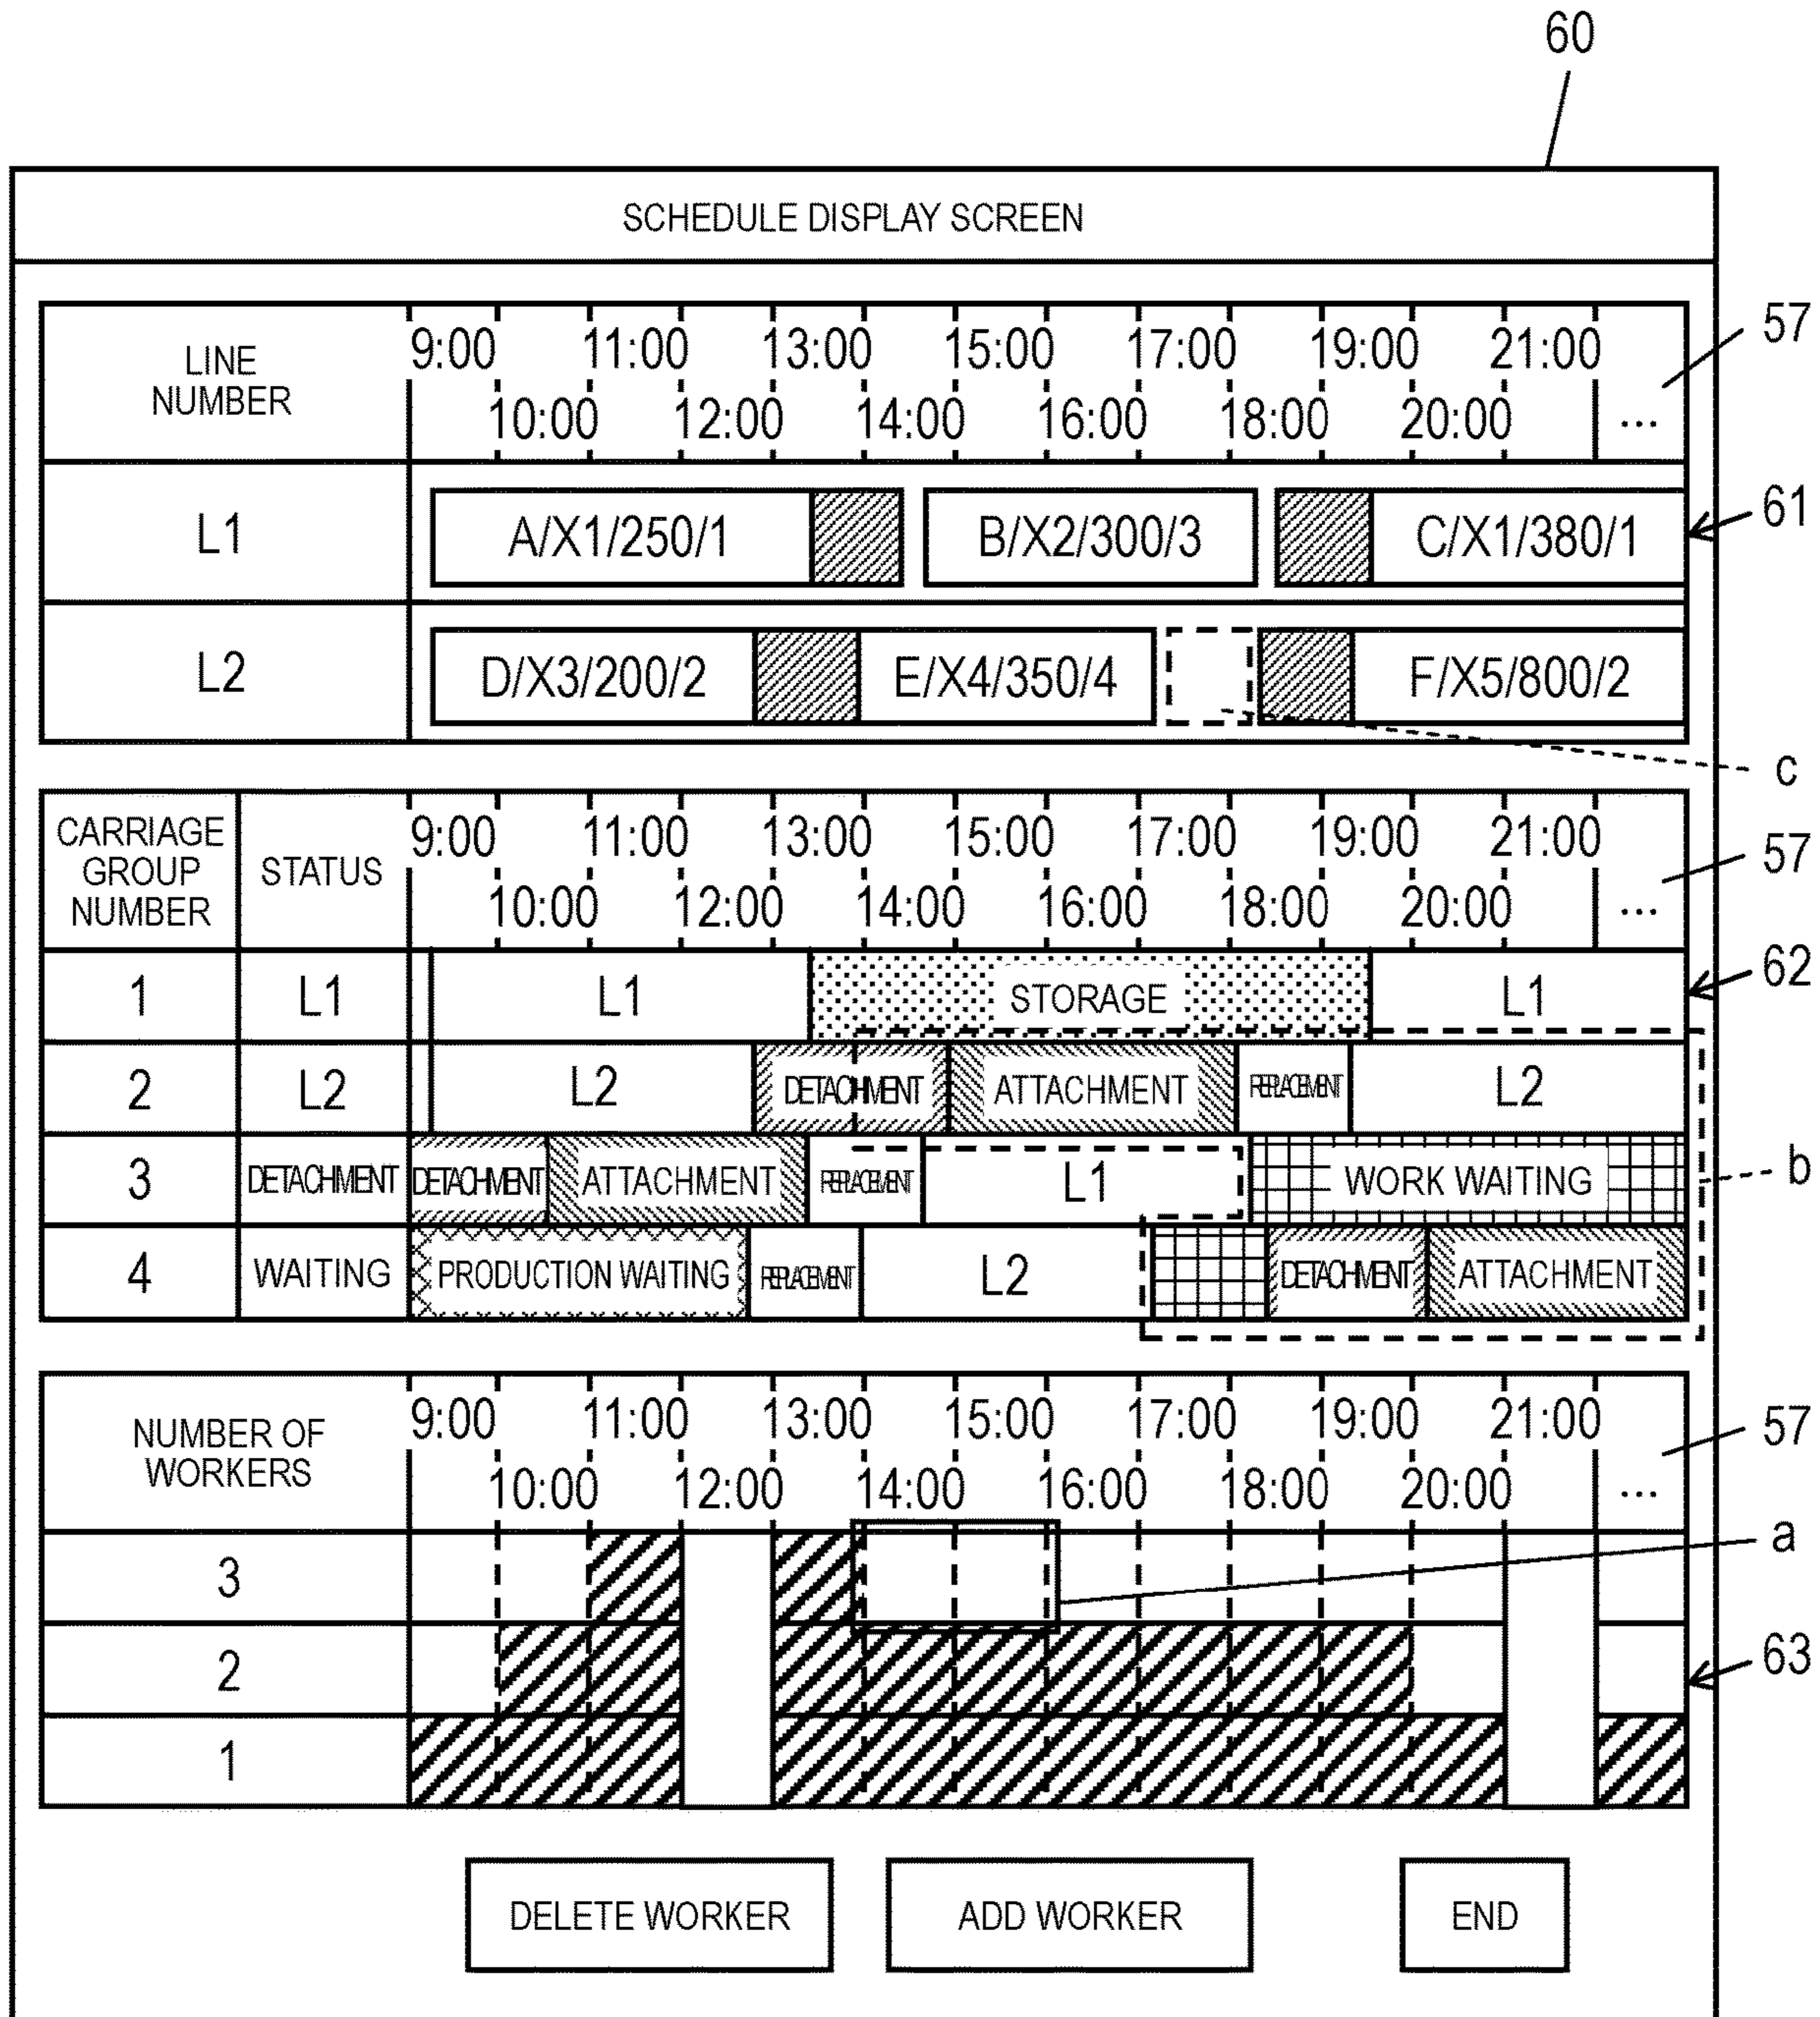 60
SCHEDULE DISPLAY SCREEN
LINE
NUMBER
9:00 11:00 13:00 15:00 17:00 19:00 21:00
10:00 12:00 14:00 16:00 18:00 20:00 ...
57
L1 A/X1/250/1 B/X2/300/3 C/X1/380/1
61
L2 D/X3/200/2 E/X4/350/4 F/X5/800/2
c
CARRIAGE
GROUP
NUMBER
STATUS
9:00 11:00 13:00 15:00 17:00 19:00 21:00
10:00 12:00 14:00 16:00 18:00 20:00 ...
57
1 L1 L1 STORAGE L1
62
2 L2 L2 DETACHMENT ATTACHMENT REPLACEMENT L2
3 DETACHMENT DETACHMENT ATTACHMENT REPLACEMENT L1 WORK WAITING
b
4 WAITING PRODUCTION WAITING REPLACEMENT L2 DETACHMENT ATTACHMENT
NUMBER OF
WORKERS
9:00 11:00 13:00 15:00 17:00 19:00 21:00
10:00 12:00 14:00 16:00 18:00 20:00 ...
57
3
a
2
63
1
DELETE WORKER ADD WORKER END